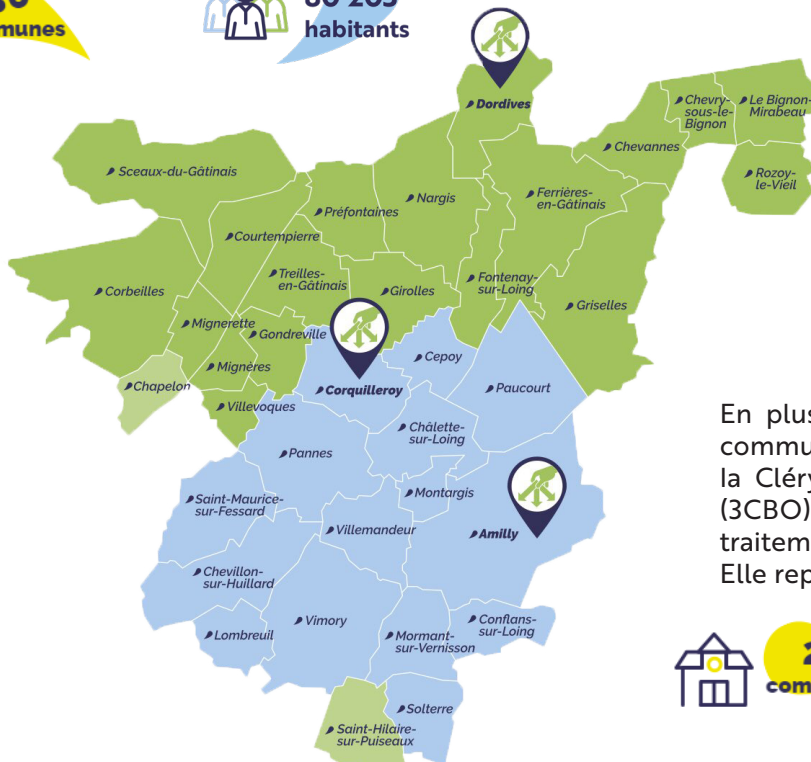 communes
80 205
habitants
Dordives
Chevry-
sous-le-
Bignon
Le Bignon-
Mirabeau
Chevannes
Sceaux-du-Gâtinais
Rozoy-
le-Vieil
Ferrières-
en-Gâtinais
Nargis
Préfontaines
Courtempierre
Treilles-
en-Gâtinais
Fontenay-
sur-Loing
Corbeilles
Girolles
Griselles
Mignerette
Gondreville
Cepoy
Mignères
Chapelon
Corquilleroy
Paucourt
Villevoques
Châlette-
sur-Loing
Pannes
Saint-Maurice-
sur-Fessard
Montargis
Villemandeur
Amilly
Chevillon-
sur-Huillard
Lombreuil
Vimory
Mormant-
sur-Vernisson
Conflans-
sur-Loing
Solterre
Saint-Hilaire-
sur-Puiseaux
En plus
commu
la Cléry
(3CBO)
traitem
Elle rep
2
com